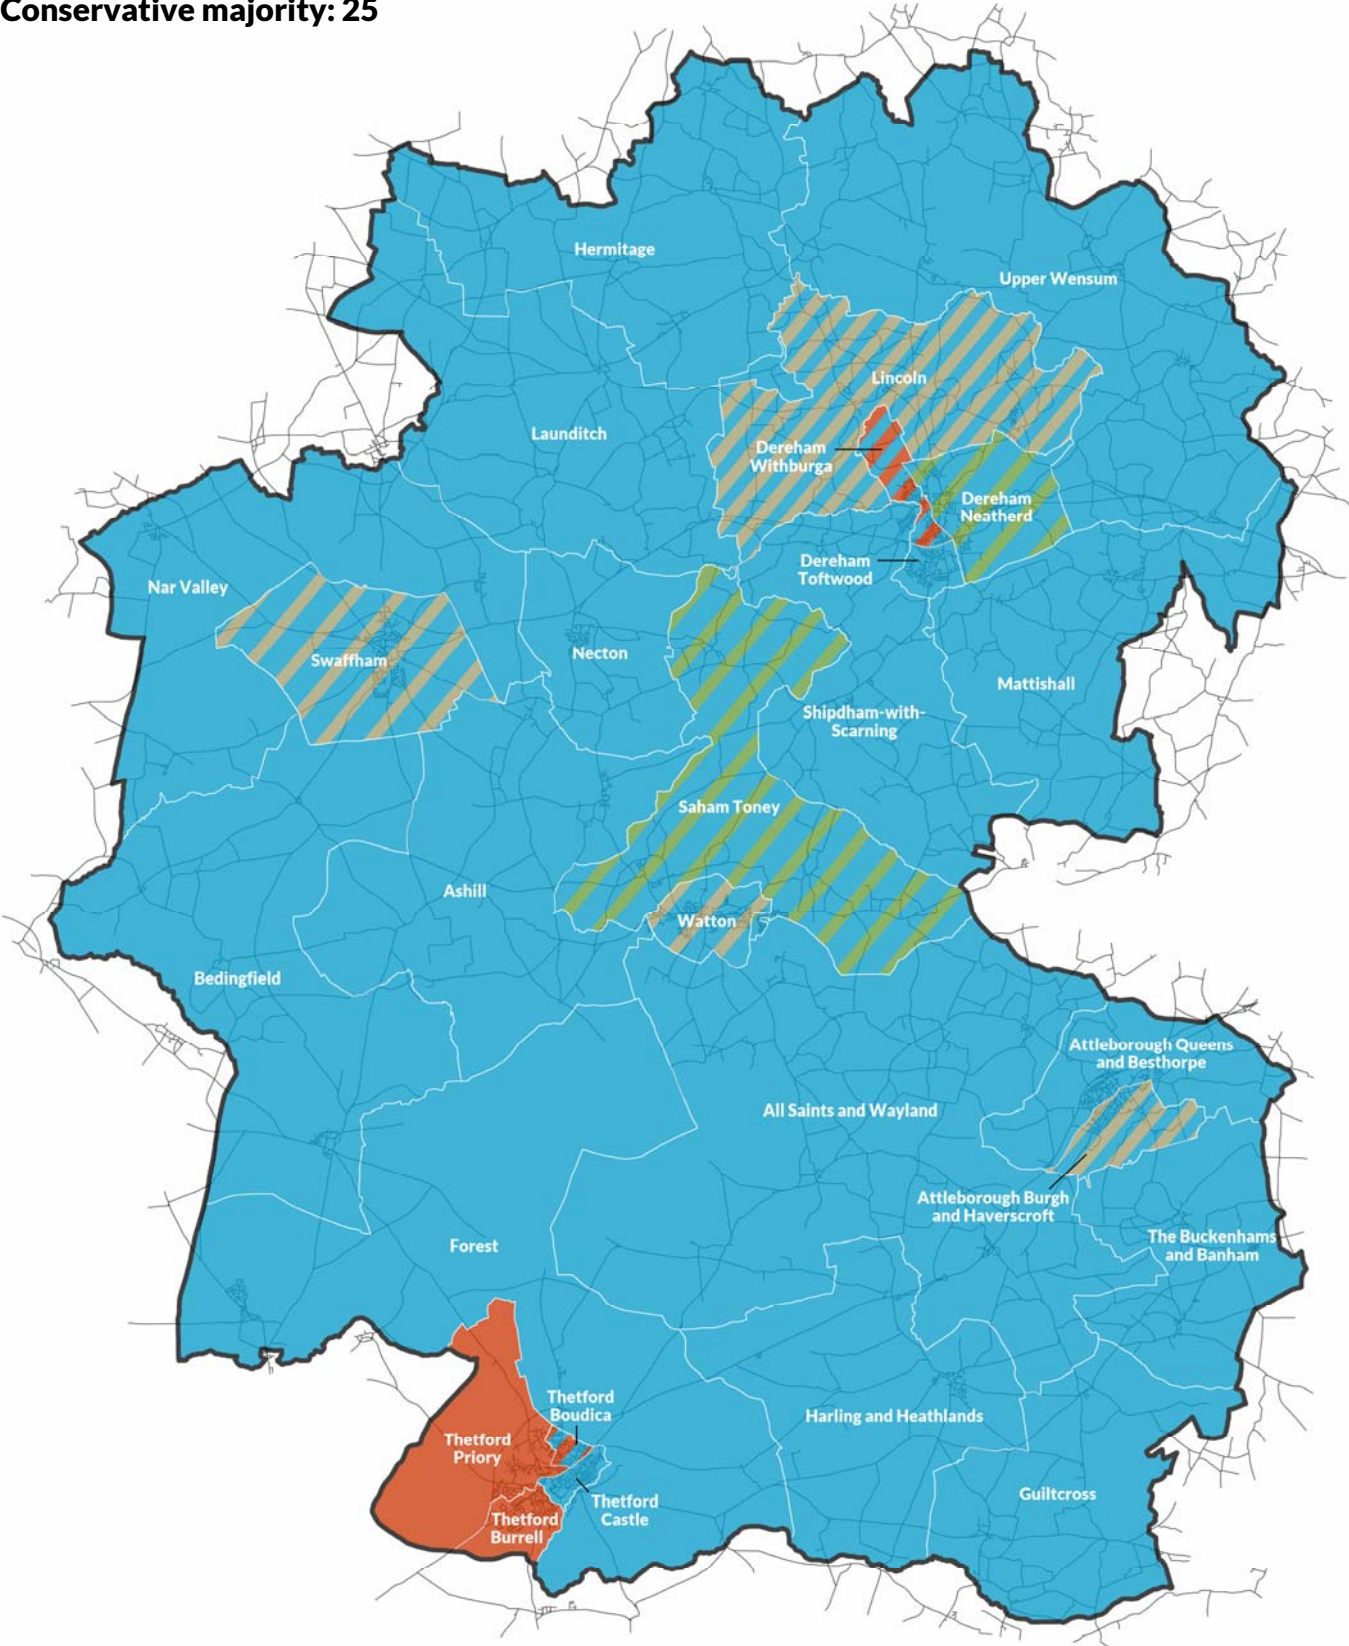 Conservative majority: 25
Hermitage
Upper Wensum
Lincoln
Launditch
Dereham
Withburga
Dereham
Neatherd
Dereham
Toftwood
Nar Valley
Swaffham
Necton
Mattishall
Shipdham-with-
Scarning
Saham Toney
Ashill
Watton
Bedingfield
Attleborough Queens
and Besthorpe
All Saints and Wayland
Attleborough Burgh
and Haverscroft
The Buckenhams
and Banham
Forest
Thetford
Boudica
Harling and Heathlands
Thetford
Priory
Thetford
Castle
Guiltcross
Thetford
Burrell